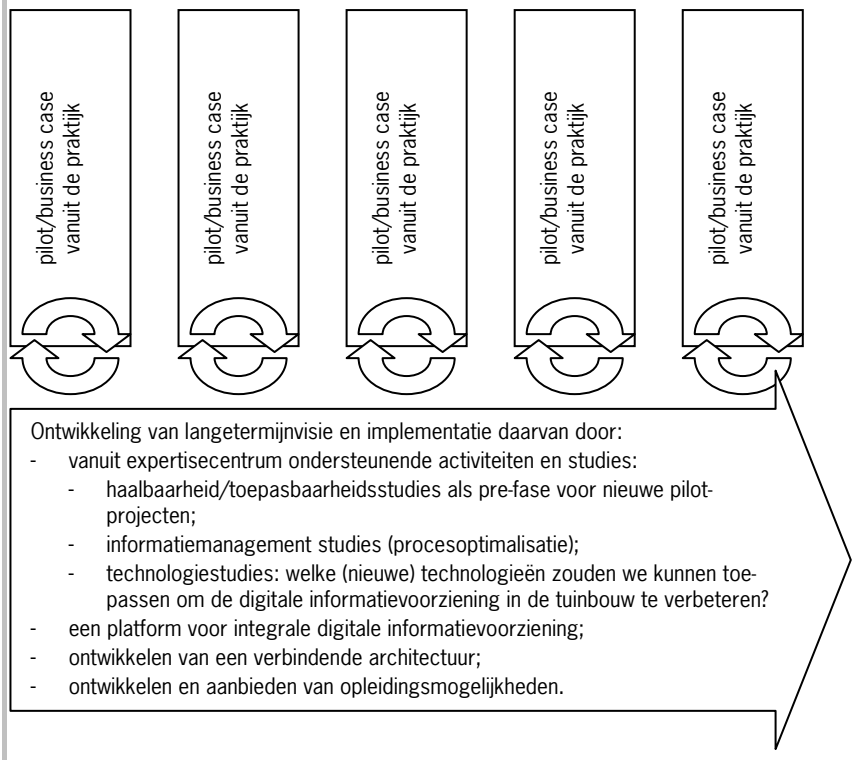 pilot/business case
vanuit de praktijk
pilot/business case
vanuit de praktijk
pilot/business case
vanuit de praktijk
pilot/business case
vanuit de praktijk
pilot/business case
vanuit de praktijk
Ontwikkeling van langetermijnvisie en implementatie daarvan door:
- vanuit expertisecentrum ondersteunende activiteiten en studies:
- haalbaarheid/toepasbaarheidsstudies als pre-fase voor nieuwe pilot-
projecten;
- informatiemanagement studies (procesoptimalisatie);
- technologiestudies: welke (nieuwe) technologieën zouden we kunnen toe-
passen om de digitale informatievoorziening in de tuinbouw te verbeteren?
- een platform voor integrale digitale informatievoorziening;
- ontwikkelen van een verbindende architectuur;
- ontwikkelen en aanbieden van opleidingsmogelijkheden.